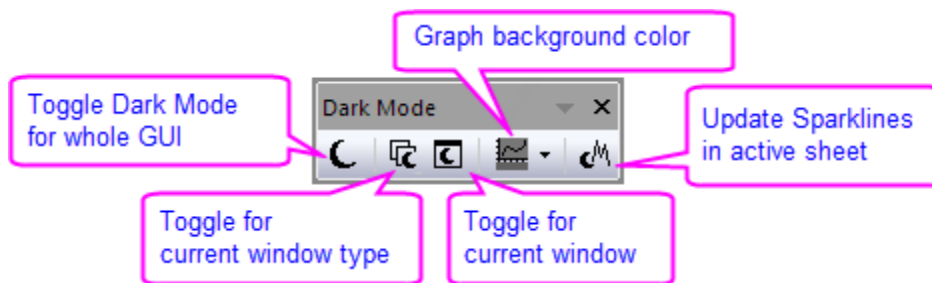 Graph background color
Toggle Dark Mode
for whole GUI
Dark Mode
Update Sparklines
in active sheet
Toggle for
current window type
Toggle for
current window